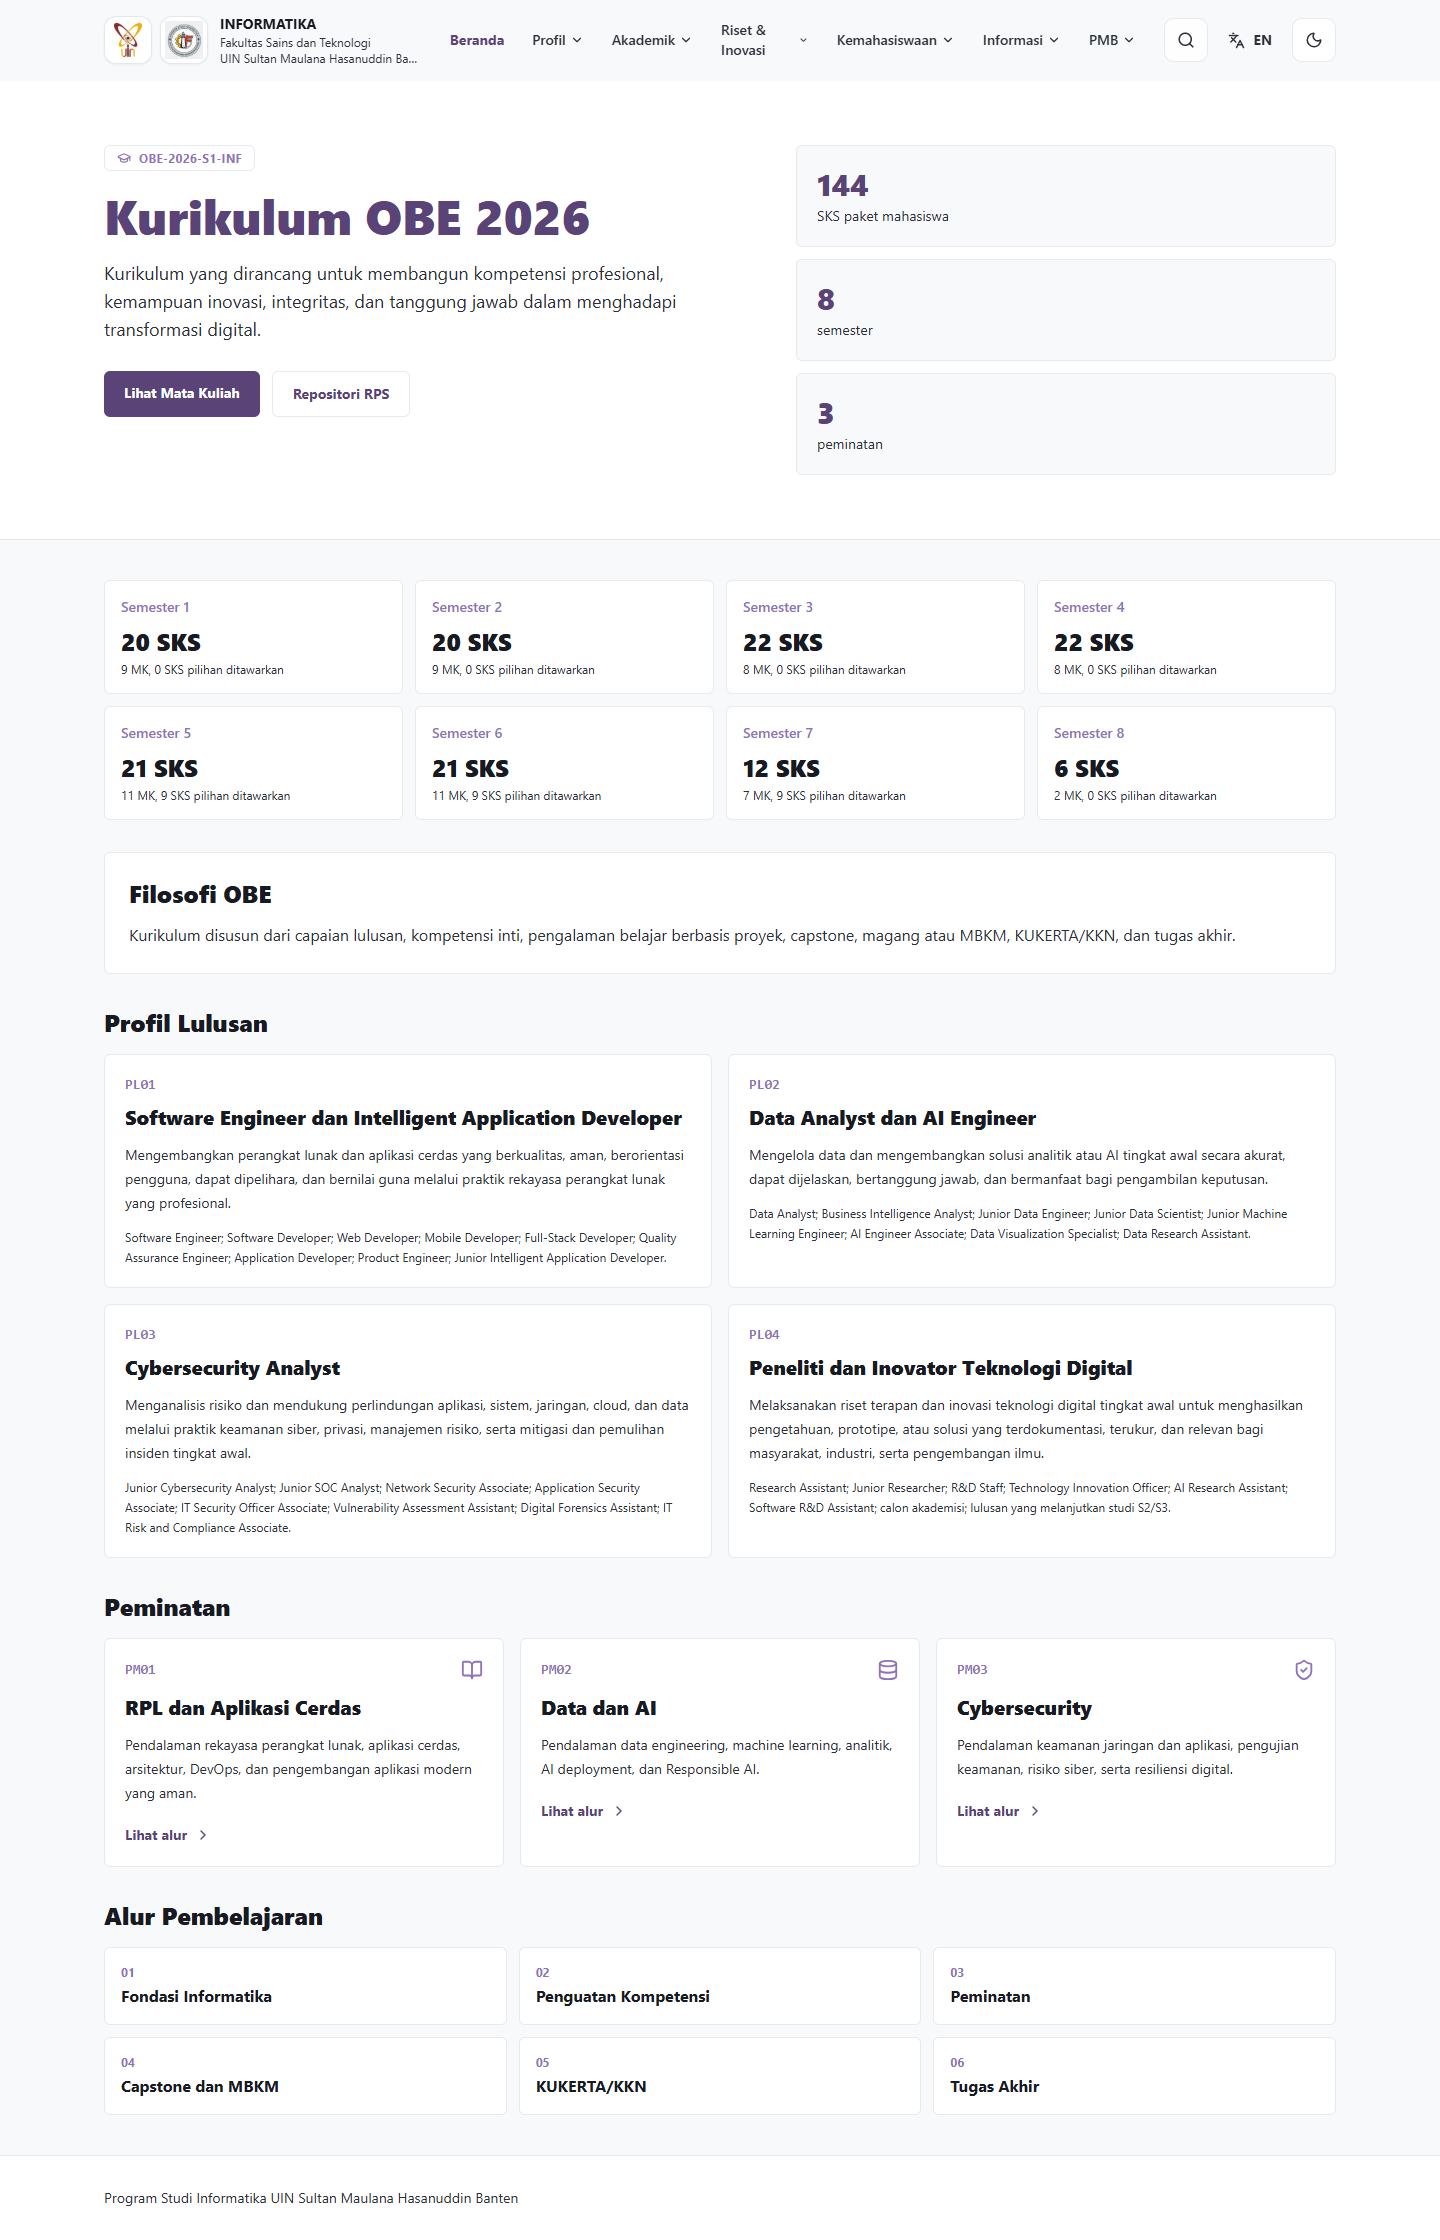 INFORMATIKA
Fakultas Sains dan Teknologi
UIN Sultan Maulana Hasanuddin Ba...
Beranda
Profil
Akademik
Riset &
Inovasi
Kemahasiswaan
Informasi
PMB
EN
OBE-2026-S1-INF
Kurikulum OBE 2026
Kurikulum yang dirancang untuk membangun kompetensi profesional,
kemampuan inovasi, integritas, dan tanggung jawab dalam menghadapi
transformasi digital.
Lihat Mata Kuliah
Repositori RPS
144
SKS paket mahasiswa
8
semester
3
peminatan
Semester 1
20 SKS
9 MK, 0 SKS pilihan ditawarkan
Semester 2
20 SKS
9 MK, 0 SKS pilihan ditawarkan
Semester 3
22 SKS
8 MK, 0 SKS pilihan ditawarkan
Semester 4
22 SKS
8 MK, 0 SKS pilihan ditawarkan
Semester 5
21 SKS
11 MK, 9 SKS pilihan ditawarkan
Semester 6
21 SKS
11 MK, 9 SKS pilihan ditawarkan
Semester 7
12 SKS
7 MK, 9 SKS pilihan ditawarkan
Semester 8
6 SKS
2 MK, 0 SKS pilihan ditawarkan
Filosofi OBE
Kurikulum disusun dari capaian lulusan, kompetensi inti, pengalaman belajar berbasis proyek, capstone, magang atau MBKM, KUKERTA/KKN, dan tugas akhir.
Profil Lulusan
PL01
Software Engineer dan Intelligent Application Developer
Mengembangkan perangkat lunak dan aplikasi cerdas yang berkualitas, aman, berorientasi
pengguna, dapat dipelihara, dan bernilai guna melalui praktik rekayasa perangkat lunak
yang profesional.
Software Engineer; Software Developer; Web Developer; Mobile Developer; Full-Stack Developer; Quality
Assurance Engineer; Application Developer; Product Engineer; Junior Intelligent Application Developer.
PL02
Data Analyst dan AI Engineer
Mengelola data dan mengembangkan solusi analitik atau AI tingkat awal secara akurat,
dapat dijelaskan, bertanggung jawab, dan bermanfaat bagi pengambilan keputusan.
Data Analyst; Business Intelligence Analyst; Junior Data Engineer; Junior Data Scientist; Junior Machine
Learning Engineer; AI Engineer Associate; Data Visualization Specialist; Data Research Assistant.
PL03
Cybersecurity Analyst
Menganalisis risiko dan mendukung perlindungan aplikasi, sistem, jaringan, cloud, dan data
melalui praktik keamanan siber, privasi, manajemen risiko, serta mitigasi dan pemulihan
insiden tingkat awal.
Junior Cybersecurity Analyst; Junior SOC Analyst; Network Security Associate; Application Security
Associate; IT Security Officer Associate; Vulnerability Assessment Assistant; Digital Forensics Assistant; IT
Risk and Compliance Associate.
PL04
Peneliti dan Inovator Teknologi Digital
Melaksanakan riset terapan dan inovasi teknologi digital tingkat awal untuk menghasilkan
pengetahuan, prototipe, atau solusi yang terdokumentasi, terukur, dan relevan bagi
masyarakat, industri, serta pengembangan ilmu.
Research Assistant; Junior Researcher; R&D Staff; Technology Innovation Officer; AI Research Assistant;
Software R&D Assistant; calon akademisi; lulusan yang melanjutkan studi S2/S3.
Peminatan
PM01
RPL dan Aplikasi Cerdas
Pendalaman rekayasa perangkat lunak, aplikasi cerdas,
arsitektur, DevOps, dan pengembangan aplikasi modern
yang aman.
Lihat alur
PM02
Data dan AI
Pendalaman data engineering, machine learning, analitik,
AI deployment, dan Responsible AI.
Lihat alur
PM03
Cybersecurity
Pendalaman keamanan jaringan dan aplikasi, pengujian
keamanan, risiko siber, serta resiliensi digital.
Lihat alur
Alur Pembelajaran
01
Fondasi Informatika
02
Penguatan Kompetensi
03
Peminatan
04
Capstone dan MBKM
05
KUKERTA/KKN
06
Tugas Akhir
Program Studi Informatika UIN Sultan Maulana Hasanuddin Banten